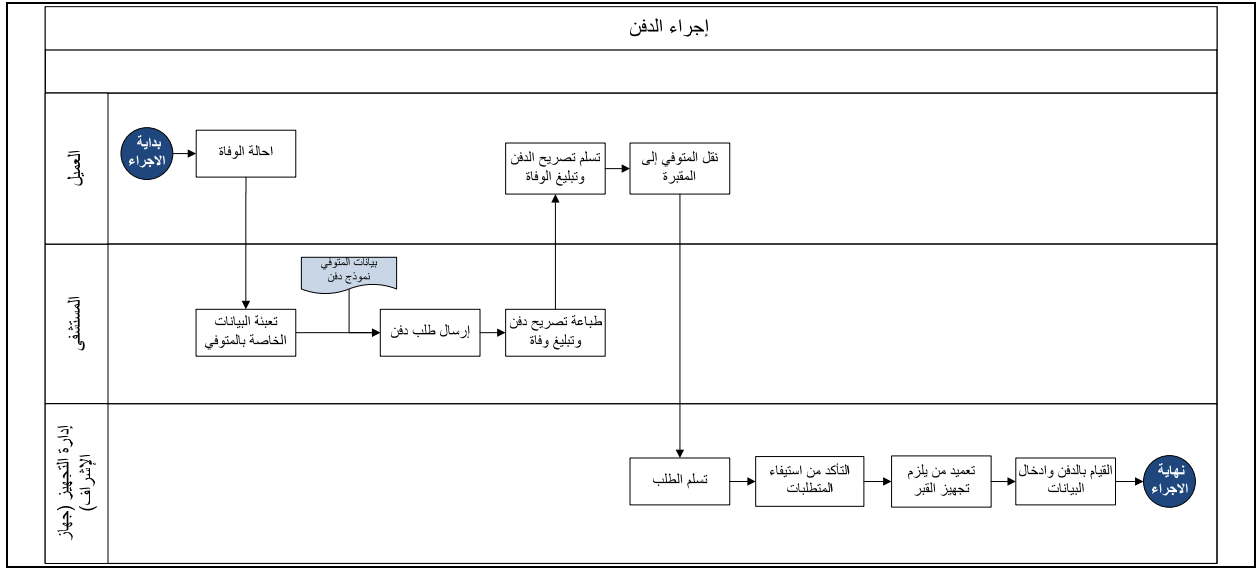 إجراء الدفن
العميل
بداية
الاجراء
احالة الوفاة
تسلم تصريح الدفن
وتبليغ الوفاة
نقل المتوفي إلى
المقبرة
المستشفى
تعبئة البيانات
الخاصة بالمتوفي
بيانات المتوفي
نموذج دفن
إرسال طلب دفن
طباعة تصريح دفن
وتبليغ وفاة
إدارة التجهيز (جهاز
الإشراف)
تسلم الطلب
التأكد من استيفاء
المتطلبات
تعميد من يلزم
تجهيز القبر
القيام بالدفن وادخال
البيانات
نهاية
الاجراء